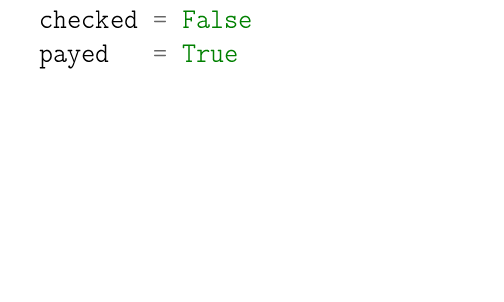 checked = False
payed   = True